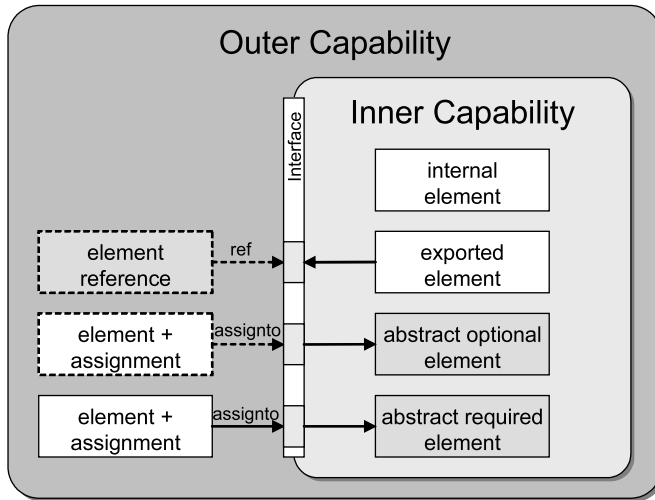 Outer Capability
Interface
Inner Capability
internal
element
element
reference
ref
exported
element
element +
assignment
assignto
abstract optional
element
element +
assignment
assignto
abstract required
element